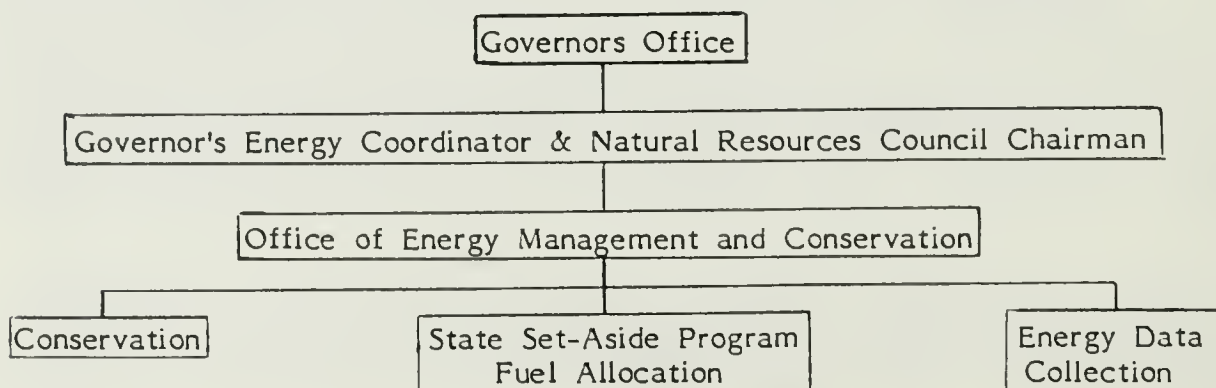 Governors Office
Governor's Energy Coordinator & Natural Resources Council Chairman
Office of Energy Management and Conservation
Conservation
State Set-Aside Program
Fuel Allocation
Energy Data
Collection